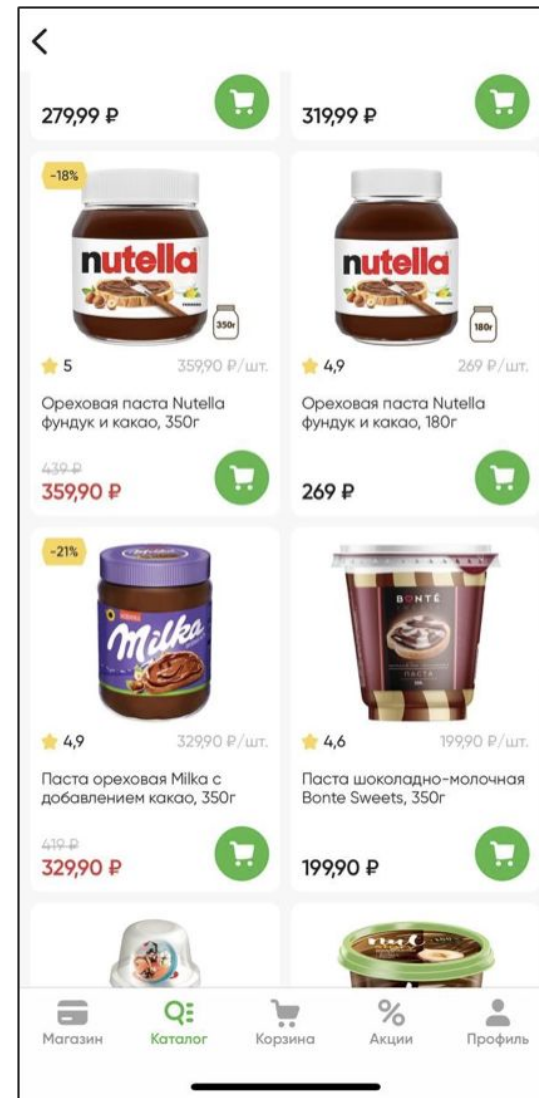 279,99 ₽
319,99 ₽
-18%
nutella
350г
nutella
180г
5
359,90 ₽/шт.
4,9
269 ₽/шт.
Ореховая паста Nutella
фундук и какао, 350г
Ореховая паста Nutella
фундук и какао, 180г
439 ₽
359,90 ₽
269 ₽
-21%
Milka
Milka
BONTÉ
ПАСТА
4,9
329,90 ₽/шт.
4,6
199,90 ₽/шт.
Паста ореховая Milka с
добавлением какао, 350г
Паста шоколадно-молочная
Bonte Sweets, 350г
419 ₽
329,90 ₽
199,90 ₽
Магазин
Каталог
Корзина
Акции
Профиль